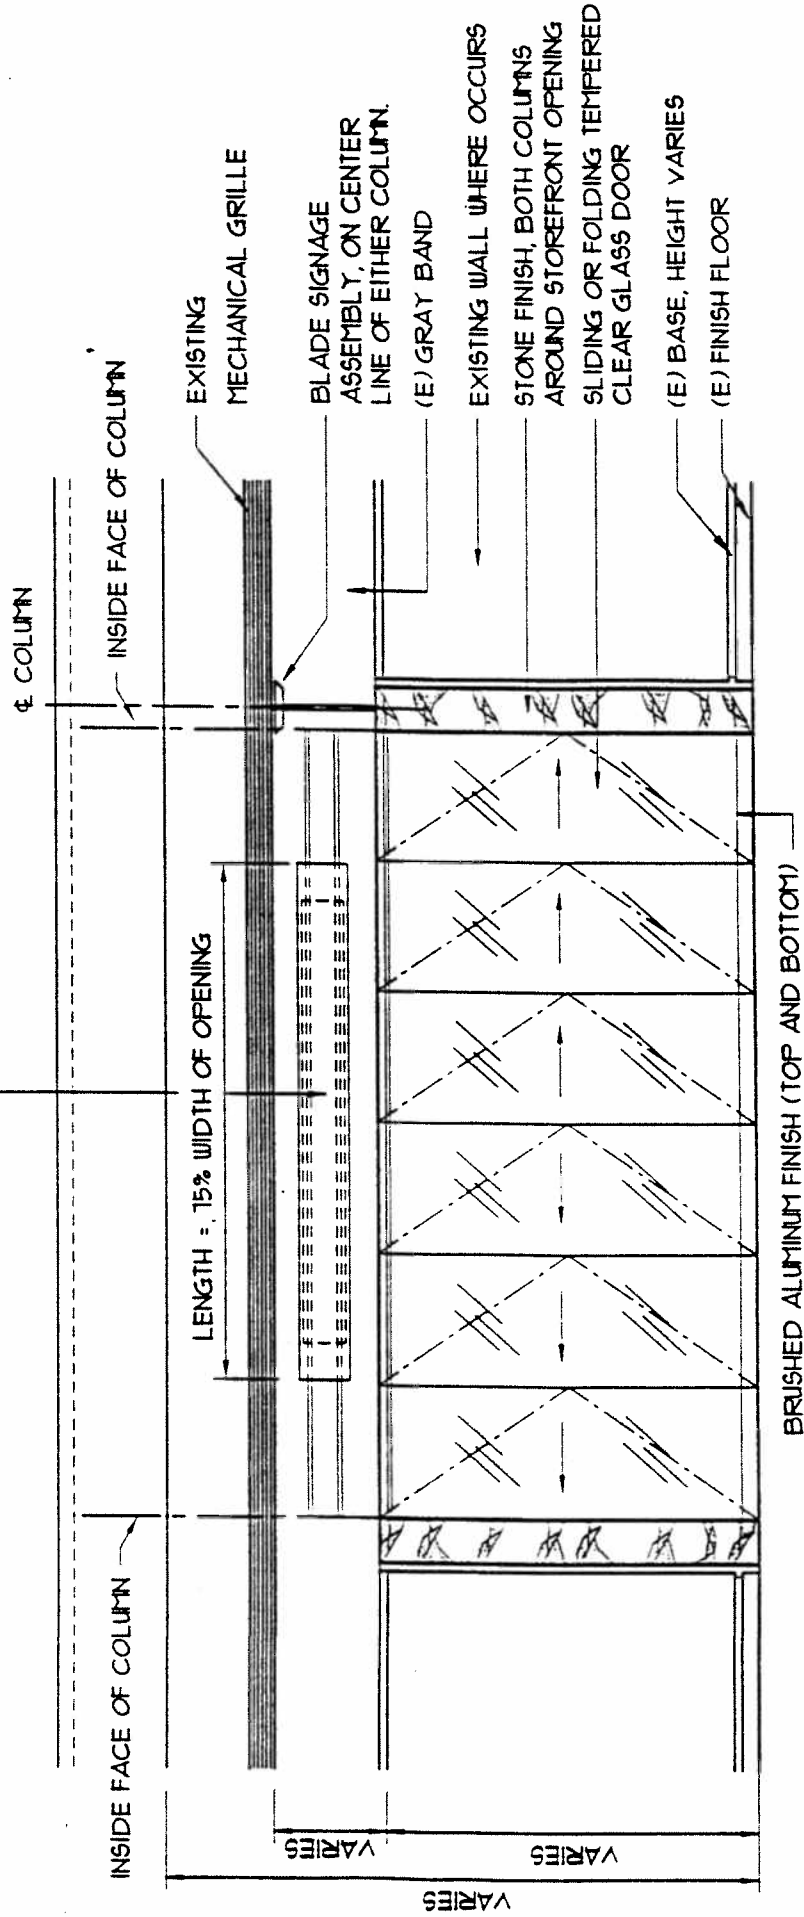 ℄ COLUMN
INSIDE FACE OF COLUMN
EXISTING
MECHANICAL GRILLE
BLADE SIGNAGE
ASSEMBLY, ON CENTER
LINE OF EITHER COLUMN.
(E) GRAY BAND
EXISTING WALL WHERE OCCURS
STONE FINISH, BOTH COLUMNS
AROUND STOREFRONT OPENING
SLIDING OR FOLDING TEMPERED
CLEAR GLASS DOOR
(E) BASE, HEIGHT VARIES
(E) FINISH FLOOR
LENGTH = .75% WIDTH OF OPENING
BRUSHED ALUMINUM FINISH (TOP AND BOTTOM)
INSIDE FACE OF COLUMN
VARIES
VARIES
VARIES